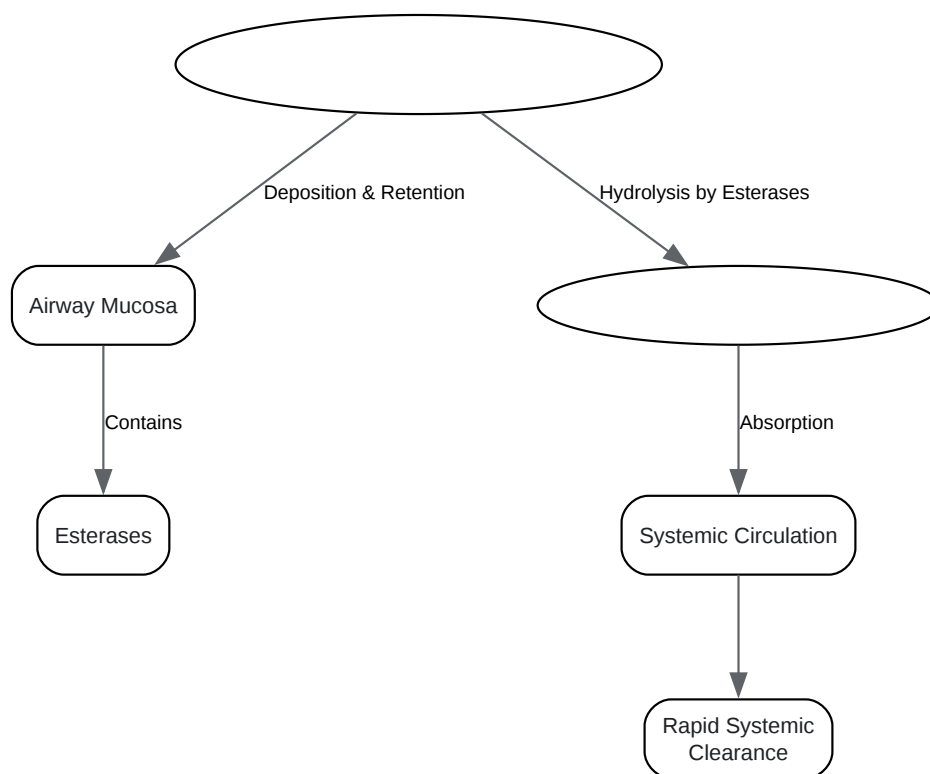 Deposition & Retention
Hydrolysis by Esterases
Airway Mucosa
Contains
Absorption
Esterases
Systemic Circulation
Rapid Systemic
Clearance